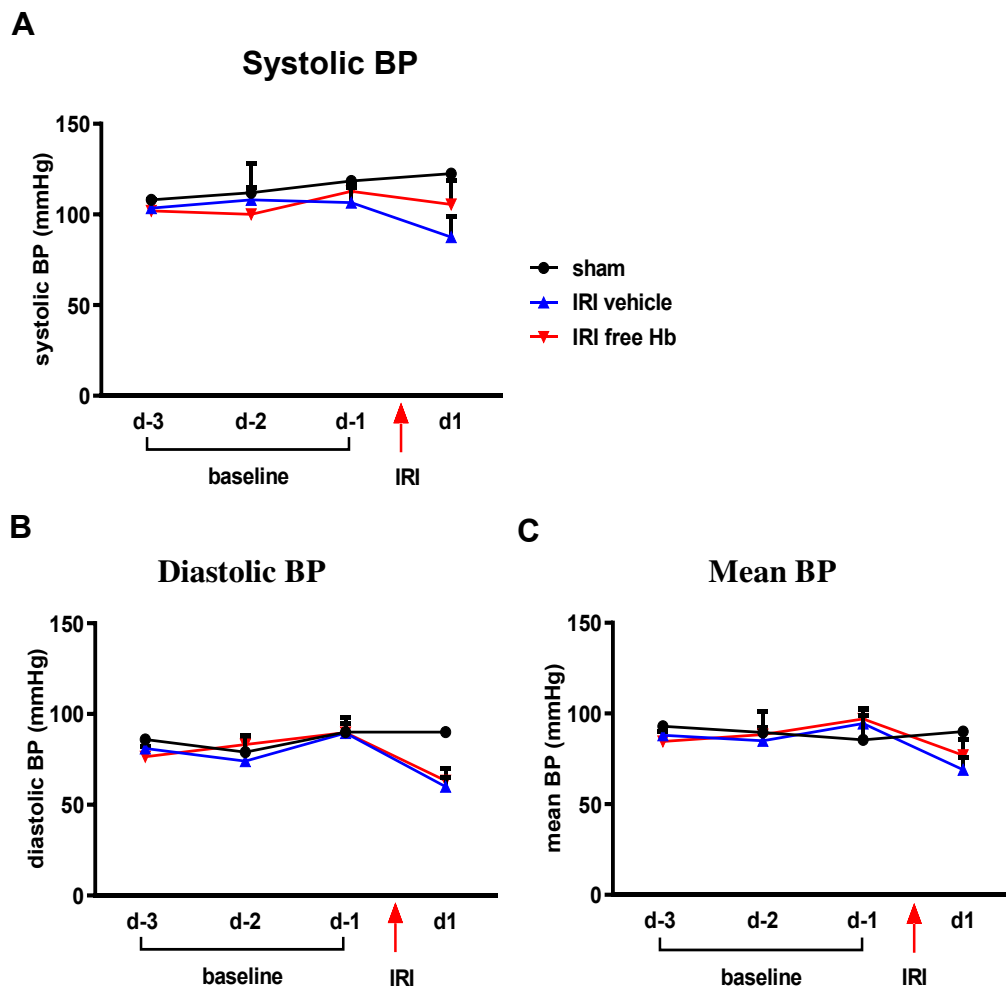 A
Systolic BP
systolic BP (mmHg)
150
100
50
0
d-3 d-2 d-1 d1
baseline IRI
sham
IRI vehicle
IRI free Hb
B
Diastolic BP
diastolic BP (mmHg)
150
100
50
0
d-3 d-2 d-1 d1
baseline IRI
C
Mean BP
mean BP (mmHg)
150
100
50
0
d-3 d-2 d-1 d1
baseline IRI